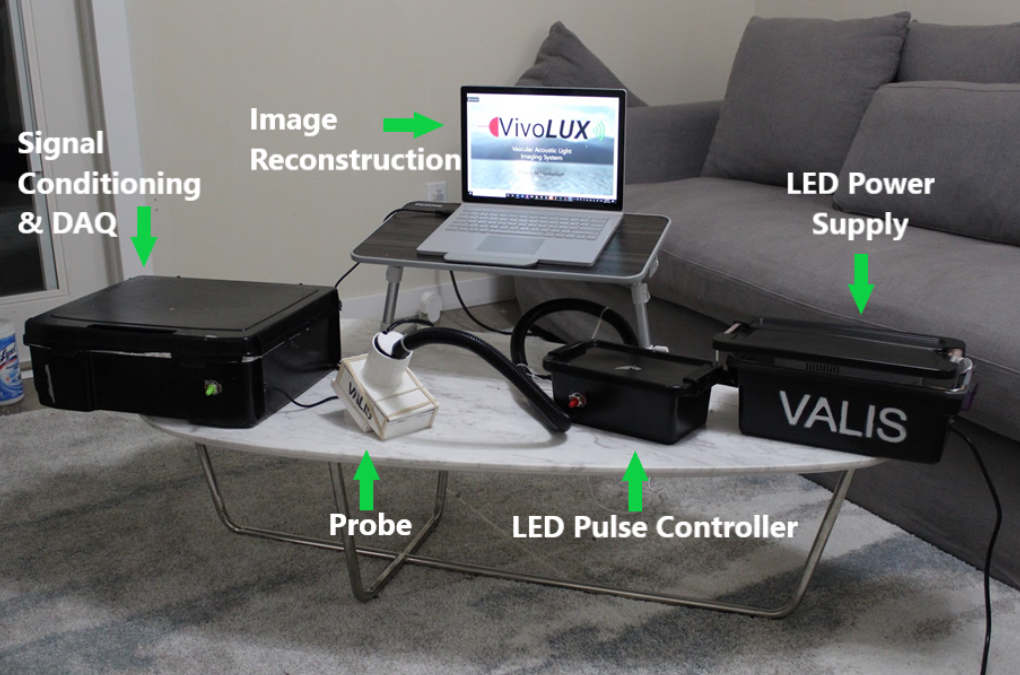 Signal
Conditioning
& DAQ
Image
Reconstruction
VivoLUX
Vascular Acoustic Light
Imaging System
LED Power
Supply
VALIS
VALIS
Probe
LED Pulse Controller